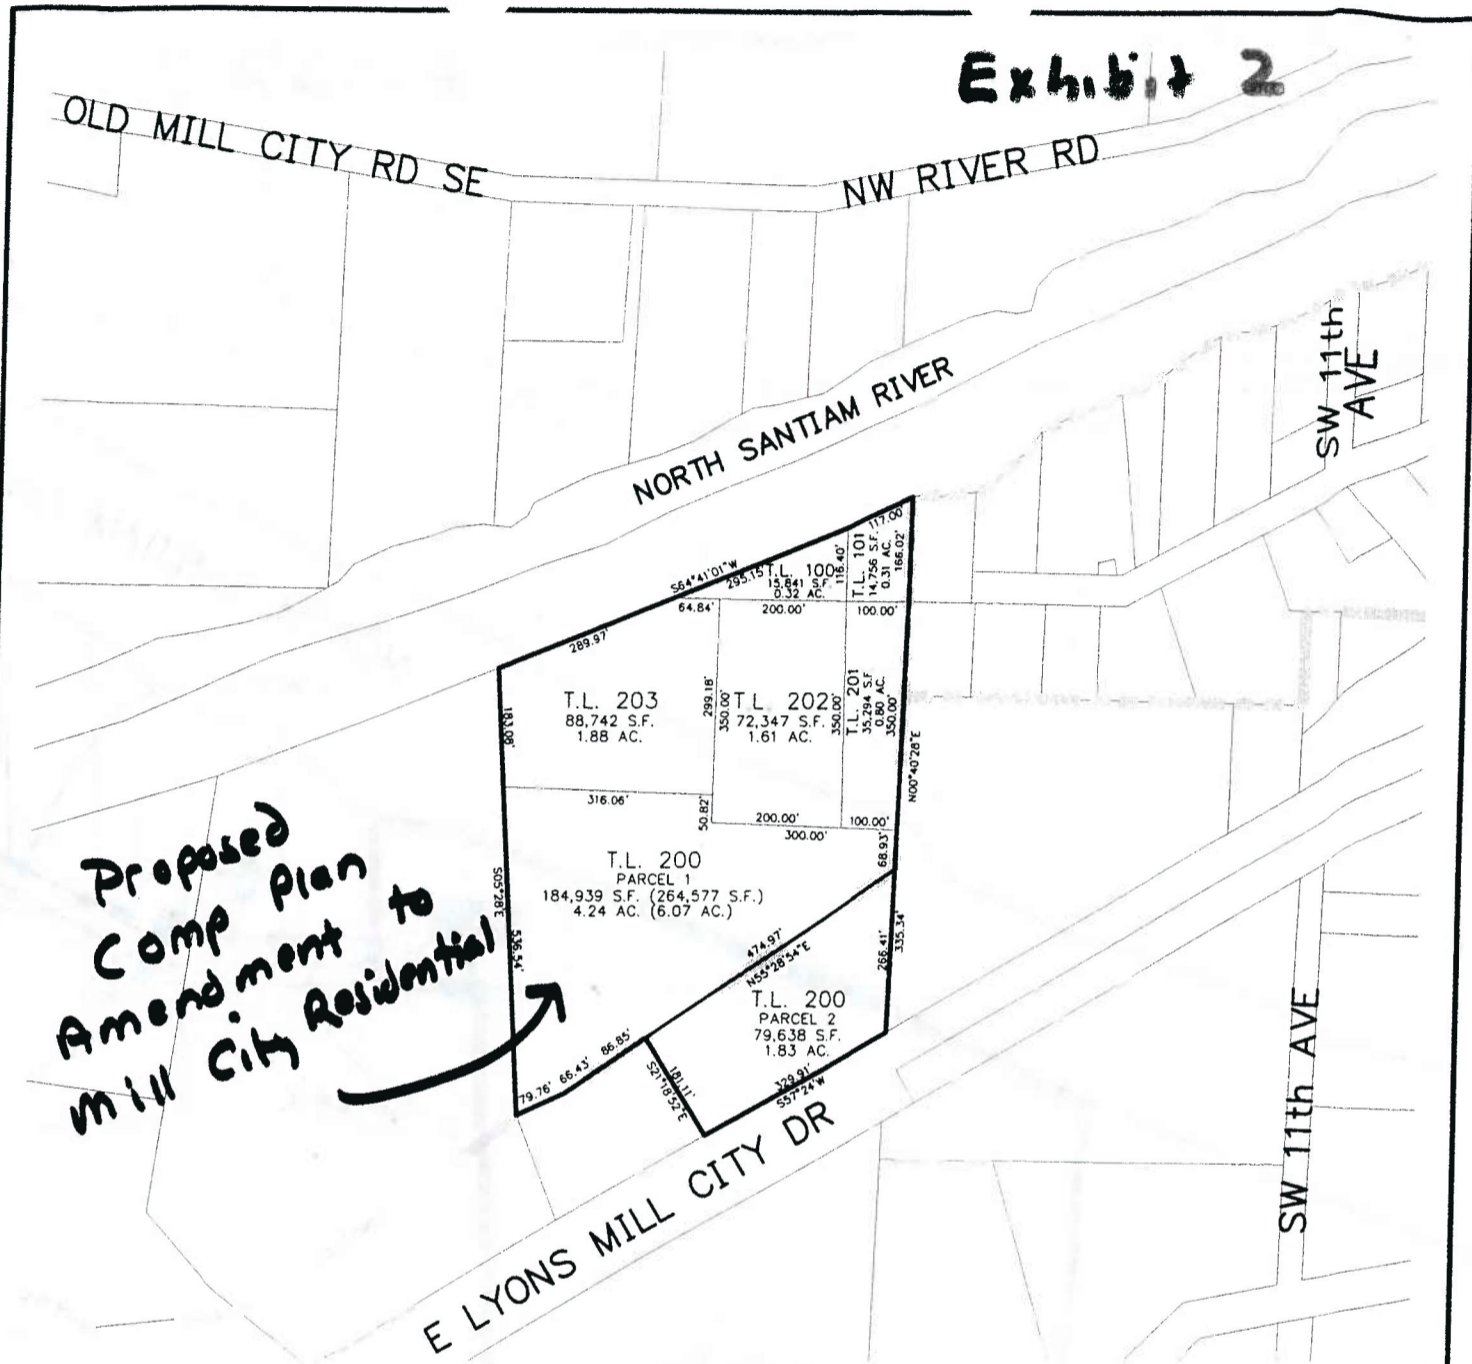 Exhibit 2
OLD MILL CITY RD SE
NW RIVER RD
SW 11th
AVE
NORTH SANTIAM RIVER
117.00'
S64°41'01"W
295.15'
T.L. 100
15,841 S.F.
0.32 AC.
116.40'
T.L. 101
14,756 S.F.
0.31 AC.
166.02'
64.84'
200.00'
100.00'
289.97'
T.L. 203
88,742 S.F.
1.88 AC.
183.08'
299.18'
350.00'
T.L. 202
72,347 S.F.
1.61 AC.
350.00'
T.L. 201
35,294 S.F.
0.80 AC.
350.00'
N00°40'28"E
316.06'
50.82'
200.00'
100.00'
300.00'
68.93'
T.L. 200
PARCEL 1
184,939 S.F. (264,577 S.F.)
4.24 AC. (6.07 AC.)
S05°28'E
536.54'
Proposed
Comp Plan
Amendment to
Mill City Residential
474.97'
N55°28'54"E
266.41'
335.34'
T.L. 200
PARCEL 2
79,638 S.F.
1.83 AC.
79.76'
66.43'
86.85'
181.11'
S21°18'52"E
329.91'
S57°24'W
E LYONS MILL CITY DR
SW 11th AVE